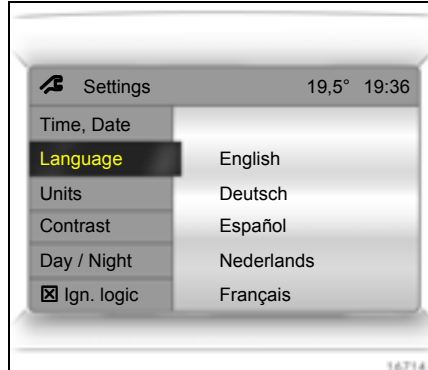 Settings 19,5° 19:36
Time, Date
Language English
Units Deutsch
Contrast Español
Day / Night Nederlands
☒ Ign. logic Français
16714